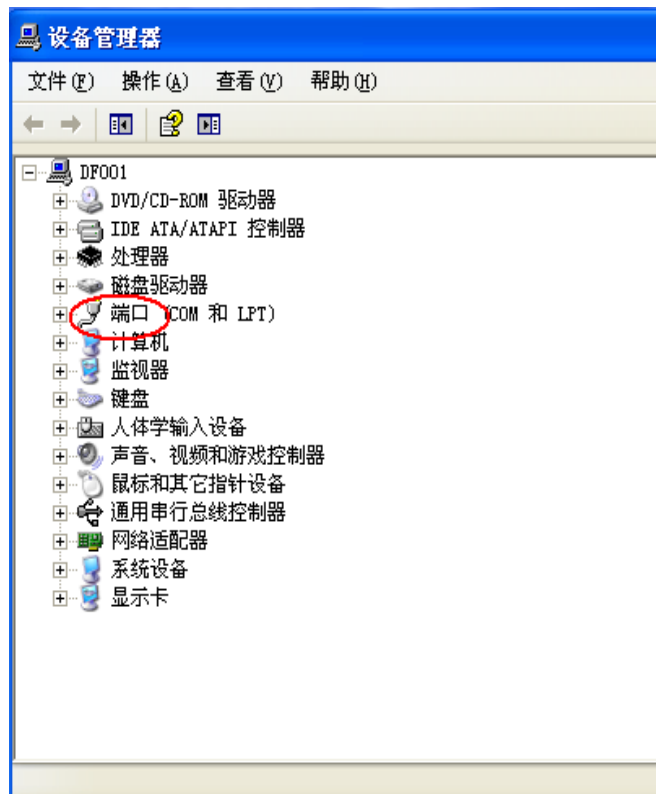 设备管理器
文件(F) 操作(A) 查看(V) 帮助(H)
DF001
DVD/CD-ROM 驱动器
IDE ATA/ATAPI 控制器
处理器
磁盘驱动器
端口 (COM 和 LPT)
计算机
监视器
键盘
人体学输入设备
声音、视频和游戏控制器
鼠标和其它指针设备
通用串行总线控制器
网络适配器
系统设备
显示卡